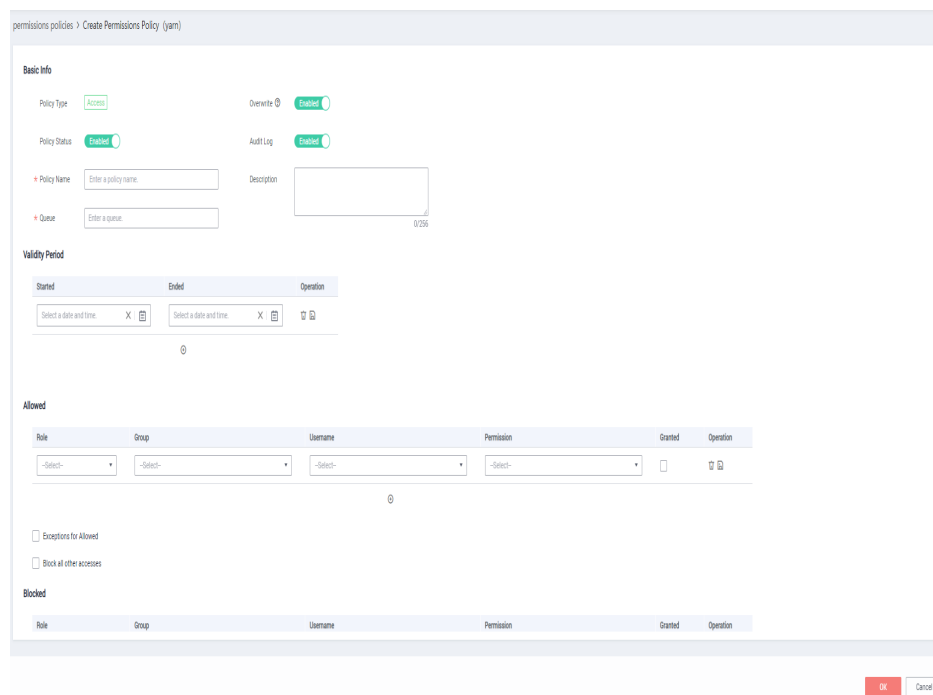 permissions policies > Create Permissions Policy (yarn)
Basic Info
Policy Type Access Overwrite Enabled
Policy Status Enabled Audit Log Enabled
* Policy Name Enter a policy name. Description
0/256
* Queue Enter a queue.
Validity Period
Started Ended Operation
Select a date and time. Select a date and time.
Allowed
Role Group Username Permission Granted Operation
--Select-- --Select-- --Select-- --Select--
Exceptions for Allowed
Block all other accesses
Blocked
Role Group Username Permission Granted Operation
OK Cancel